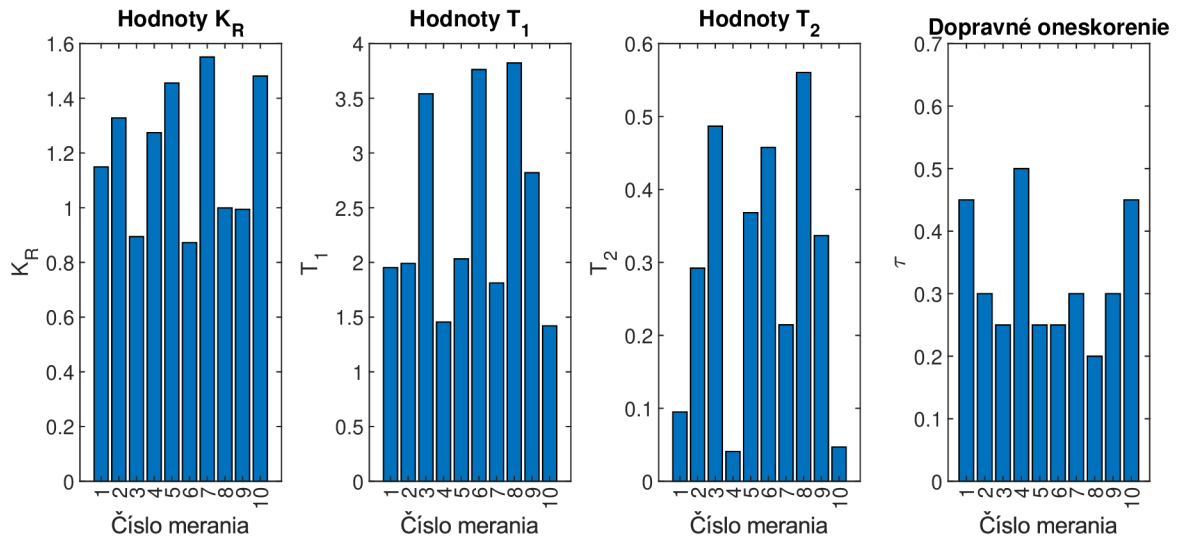 Hodnoty K_R
1.6
1.4
1.2
1
0.8
0.6
0.4
0.2
0
K_R
1 2 3 4 5 6 7 8 9 10
Číslo merania
Hodnoty T_1
4
3.5
3
2.5
2
1.5
1
0.5
0
T_1
1 2 3 4 5 6 7 8 9 10
Číslo merania
Hodnoty T_2
0.6
0.5
0.4
0.3
0.2
0.1
0
T_2
1 2 3 4 5 6 7 8 9 10
Číslo merania
Dopravné oneskorenie
0.7
0.6
0.5
0.4
0.3
0.2
0.1
0
τ
1 2 3 4 5 6 7 8 9 10
Číslo merania